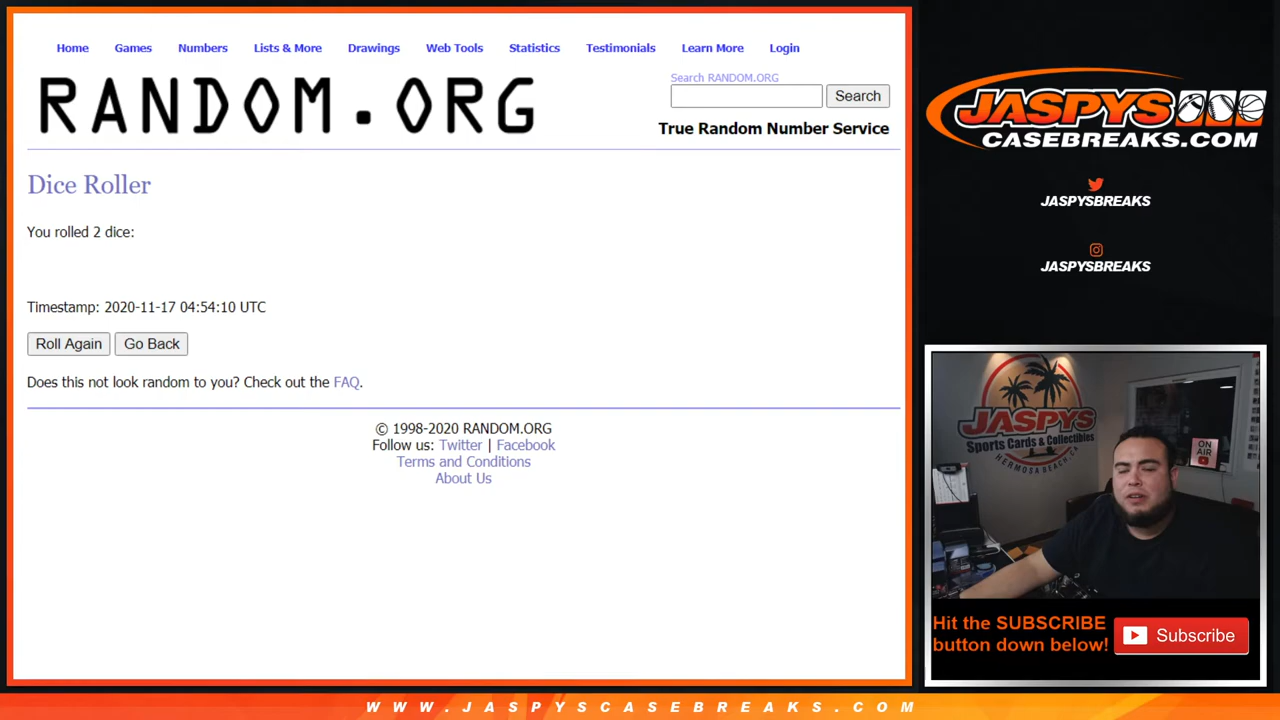 Home Games Numbers Lists & More Drawings Web Tools Statistics Testimonials Learn More Login
RANDOM.ORG
Search RANDOM.ORG
Search
True Random Number Service
Dice Roller
You rolled 2 dice:
Timestamp: 2020-11-17 04:54:10 UTC
Roll Again Go Back
Does this not look random to you? Check out the FAQ.
© 1998-2020 RANDOM.ORG
Follow us: Twitter | Facebook
Terms and Conditions
About Us
JASPYS
CASEBREAKS.COM
JASPYSBREAKS
JASPYSBREAKS
JASPYS
Sports Cards & Collectibles
HERMOSA BEACH, CA
ON
AIR
Hit the SUBSCRIBE
button down below!
Subscribe
WWW.JASPYSCASEBREAKS.COM